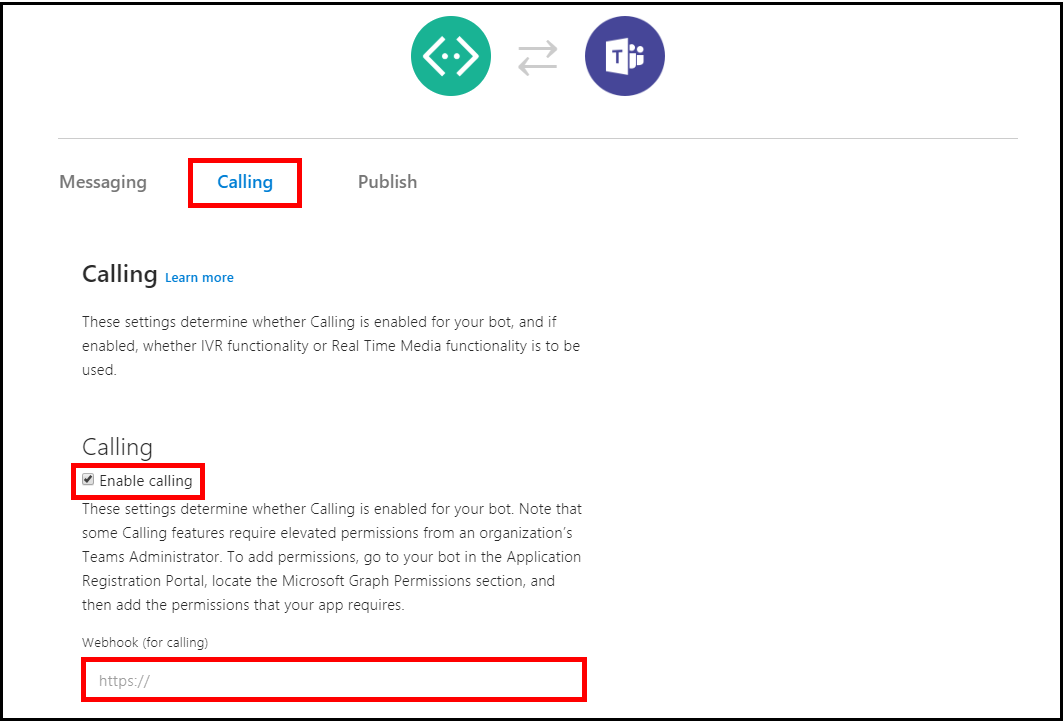 T
Messaging
Calling
Publish
Calling Learn more
These settings determine whether Calling is enabled for your bot, and if
enabled, whether IVR functionality or Real Time Media functionality is to be
used.
Calling
Enable calling
These settings determine whether Calling is enabled for your bot. Note that
some Calling features require elevated permissions from an organization's
Teams Administrator. To add permissions, go to your bot in the Application
Registration Portal, locate the Microsoft Graph Permissions section, and
then add the permissions that your app requires.
Webhook (for calling)
https://